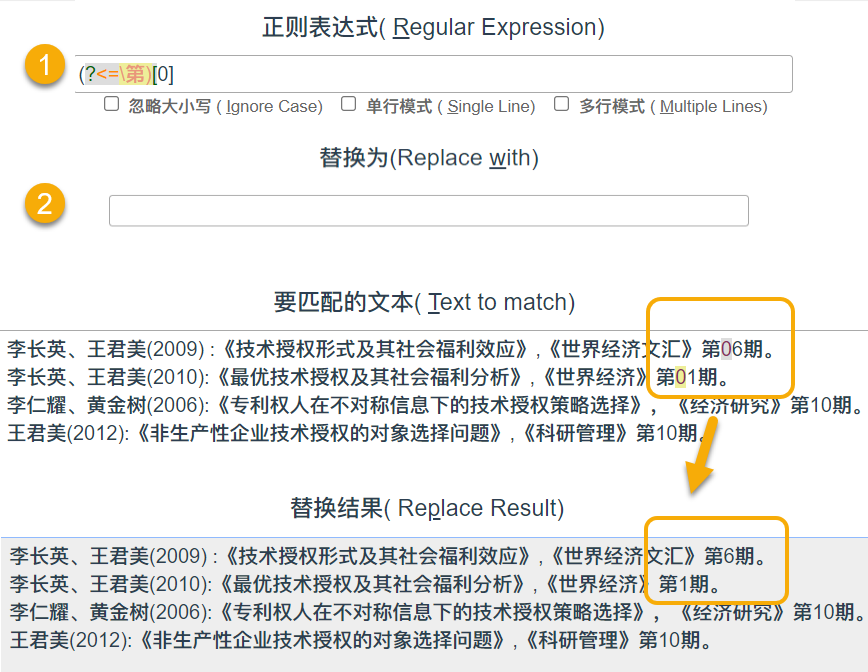 正则表达式( Regular Expression)
1
(?<=\第)[0]
忽略大小写 ( Ignore Case) 单行模式 ( Single Line) 多行模式 ( Multiple Lines)
替换为(Replace with)
2
要匹配的文本( Text to match)
李长英、王君美(2009) :《技术授权形式及其社会福利效应》,《世界经济文汇》第06期。
李长英、王君美(2010):《最优技术授权及其社会福利分析》,《世界经济》第01期。
李仁耀、黄金树(2006):《专利权人在不对称信息下的技术授权策略选择》，《经济研究》第10期。
王君美(2012):《非生产性企业技术授权的对象选择问题》,《科研管理》第10期。
替换结果( Replace Result)
李长英、王君美(2009) :《技术授权形式及其社会福利效应》,《世界经济文汇》第6期。
李长英、王君美(2010):《最优技术授权及其社会福利分析》,《世界经济》第1期。
李仁耀、黄金树(2006):《专利权人在不对称信息下的技术授权策略选择》，《经济研究》第10期。
王君美(2012):《非生产性企业技术授权的对象选择问题》,《科研管理》第10期。